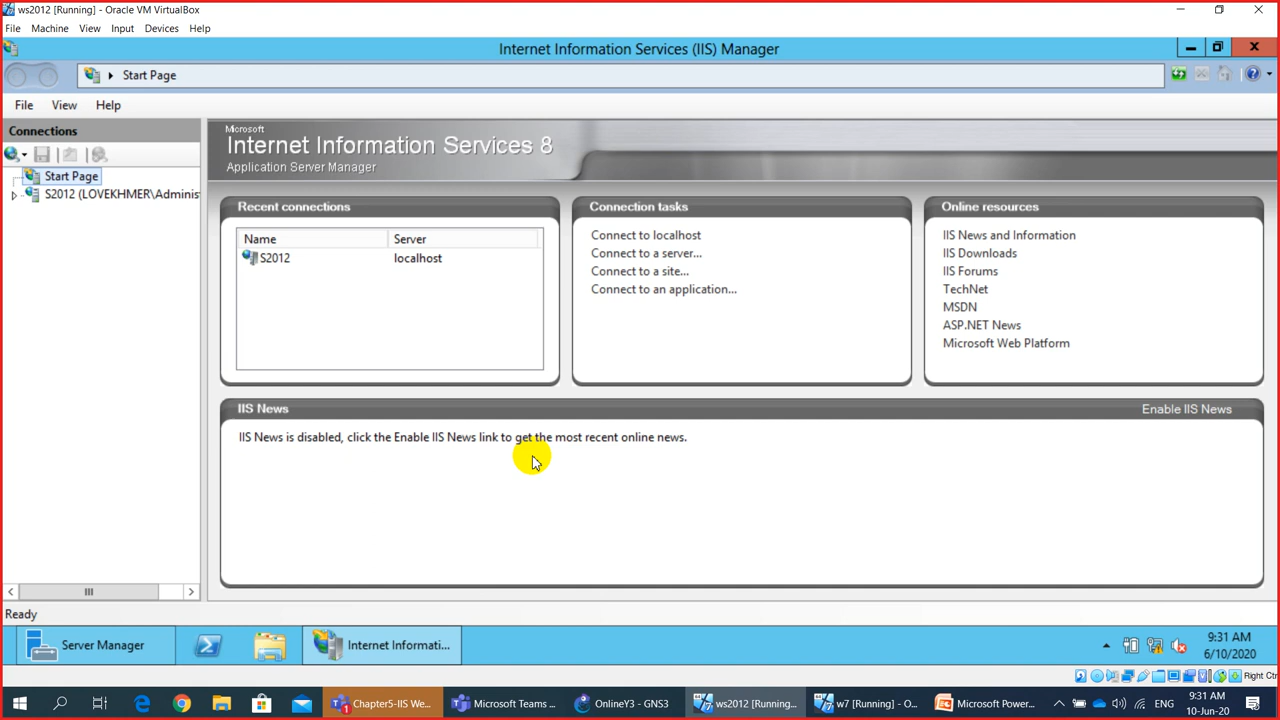 ws2012 [Running] - Oracle VM VirtualBox
File Machine View Input Devices Help
Internet Information Services (IIS) Manager
Start Page
File View Help
Connections
Start Page
S2012 (LOVEKHMER\Adminis
Microsoft
Internet Information Services 8
Application Server Manager
Recent connections
Name Server
S2012 localhost
Connection tasks
Connect to localhost
Connect to a server...
Connect to a site...
Connect to an application...
Online resources
IIS News and Information
IIS Downloads
IIS Forums
TechNet
MSDN
ASP.NET News
Microsoft Web Platform
IIS News Enable IIS News
IIS News is disabled, click the Enable IIS News link to get the most recent online news.
Ready
Server Manager Internet Informati... 9:31 AM
6/10/2020
Right Ctr
Chapter5-IIS We... Microsoft Teams ... OnlineY3 - GNS3 ws2012 [Running... w7 [Running] - O... Microsoft Power... ENG 9:31 AM
10-Jun-20